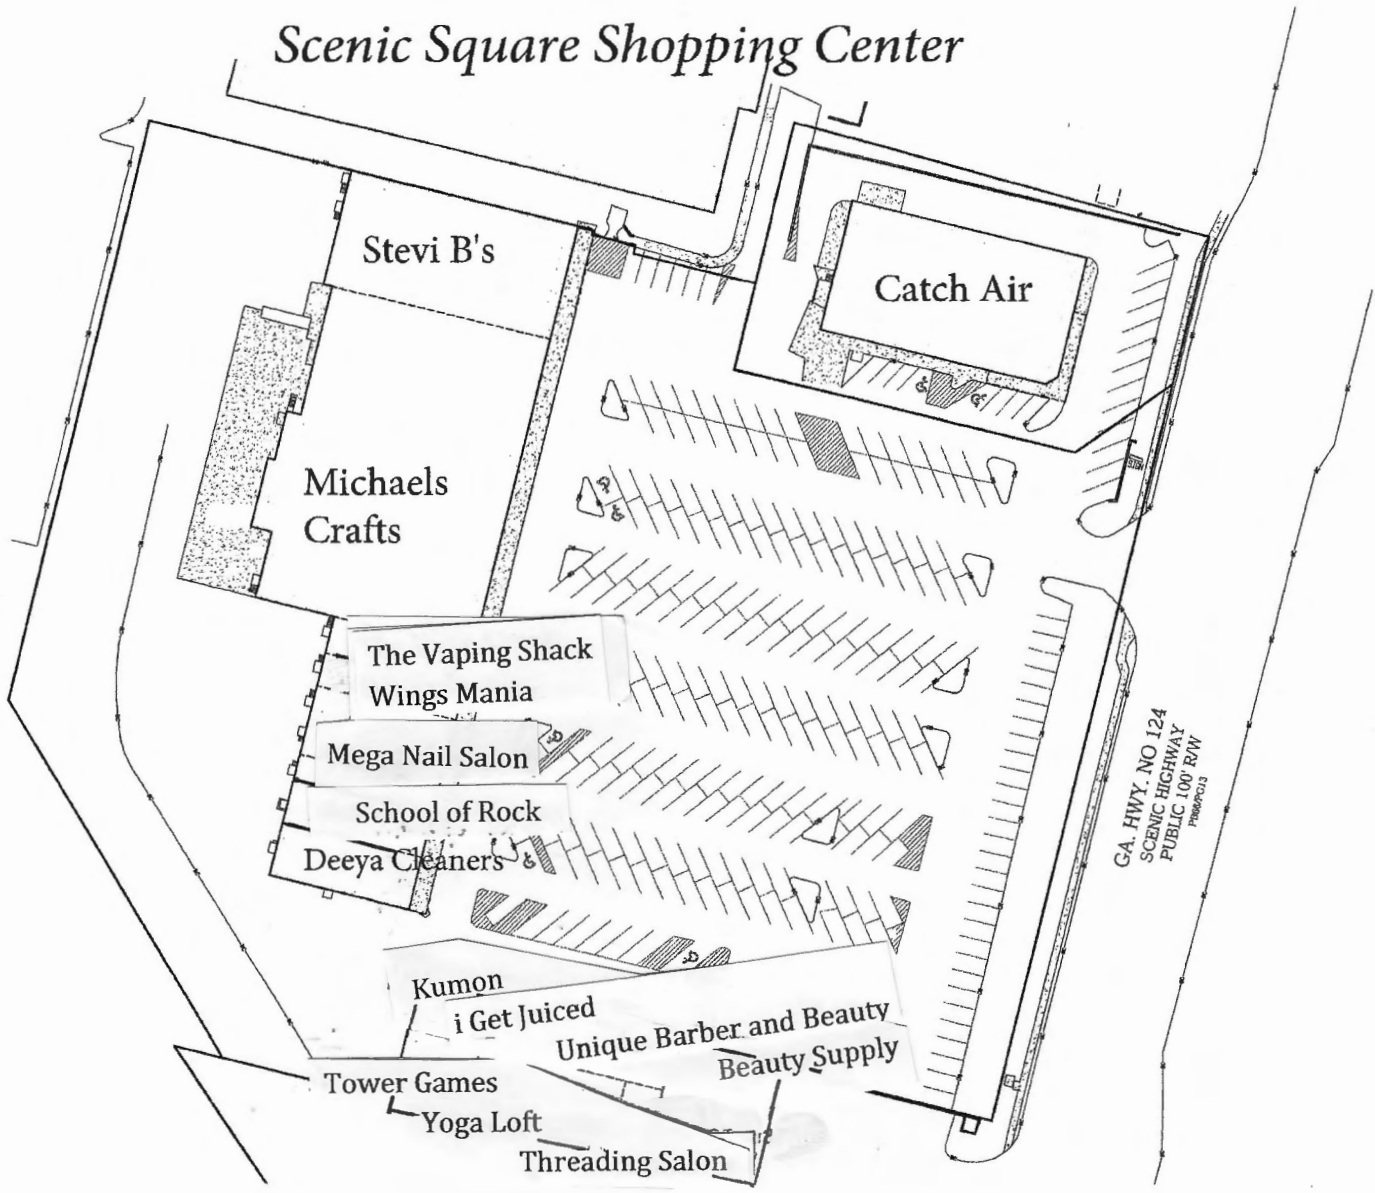 Scenic Square Shopping Center
Stevi B's
Catch Air
Michaels
Crafts
The Vaping Shack
Wings Mania
Mega Nail Salon
School of Rock
Deeya Cleaners
GA. HWY. NO 124
SCENIC HIGHWAY
PUBLIC 100' R/W
Kumon
i Get Juiced
Unique Barber and Beauty
Beauty Supply
Tower Games
Yoga Loft
Threading Salon